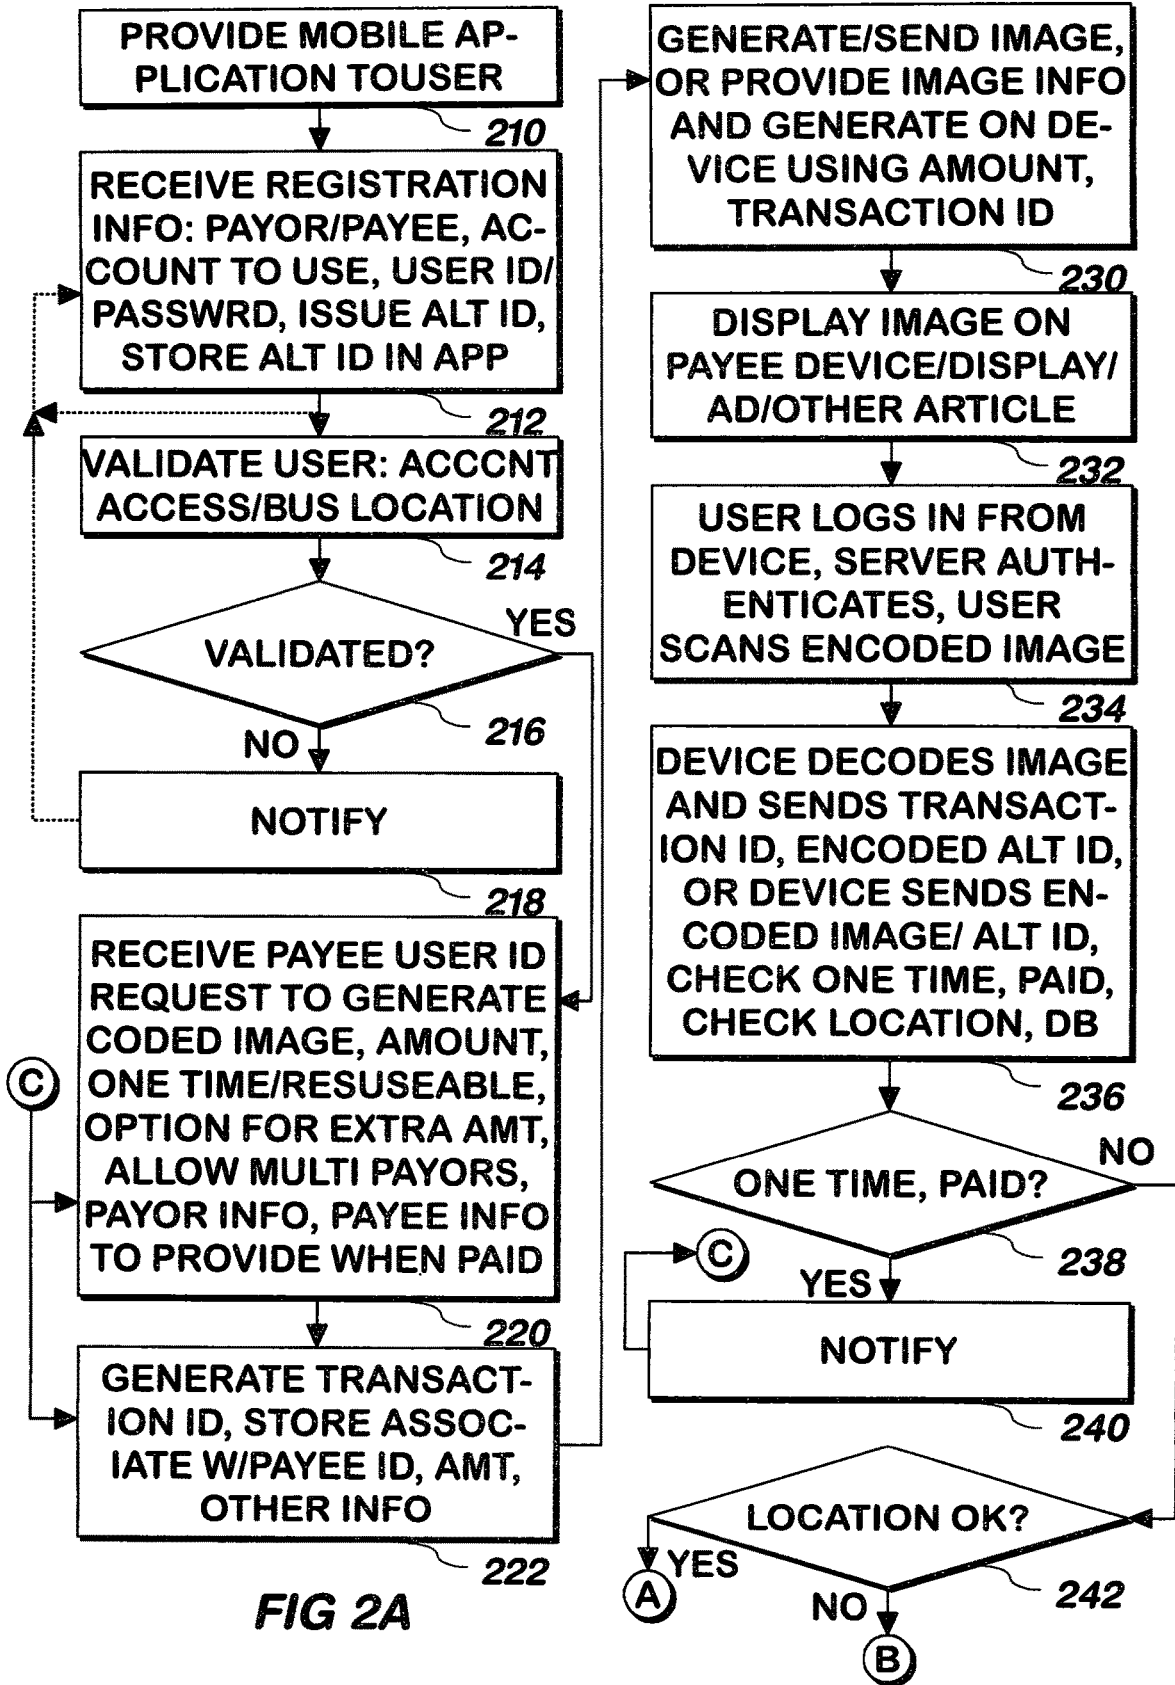 PROVIDE MOBILE AP-
PLICATION TOUSER
210
RECEIVE REGISTRATION
INFO: PAYOR/PAYEE, AC-
COUNT TO USE, USER ID/
PASSWRD, ISSUE ALT ID,
STORE ALT ID IN APP
212
VALIDATE USER: ACCCNT
ACCESS/BUS LOCATION
214
VALIDATED?
YES
216
NO
NOTIFY
218
RECEIVE PAYEE USER ID
REQUEST TO GENERATE
CODED IMAGE, AMOUNT,
ONE TIME/RESUSEABLE,
OPTION FOR EXTRA AMT,
ALLOW MULTI PAYORS,
PAYOR INFO, PAYEE INFO
TO PROVIDE WHEN PAID
C
220
GENERATE TRANSACT-
ION ID, STORE ASSOC-
IATE W/PAYEE ID, AMT,
OTHER INFO
222
FIG 2A
GENERATE/SEND IMAGE,
OR PROVIDE IMAGE INFO
AND GENERATE ON DE-
VICE USING AMOUNT,
TRANSACTION ID
230
DISPLAY IMAGE ON
PAYEE DEVICE/DISPLAY/
AD/OTHER ARTICLE
232
USER LOGS IN FROM
DEVICE, SERVER AUTH-
ENTICATES, USER
SCANS ENCODED IMAGE
234
DEVICE DECODES IMAGE
AND SENDS TRANSACT-
ION ID, ENCODED ALT ID,
OR DEVICE SENDS EN-
CODED IMAGE/ ALT ID,
CHECK ONE TIME, PAID,
CHECK LOCATION, DB
236
ONE TIME, PAID?
NO
238
C
YES
NOTIFY
240
LOCATION OK?
242
YES
A
NO
B